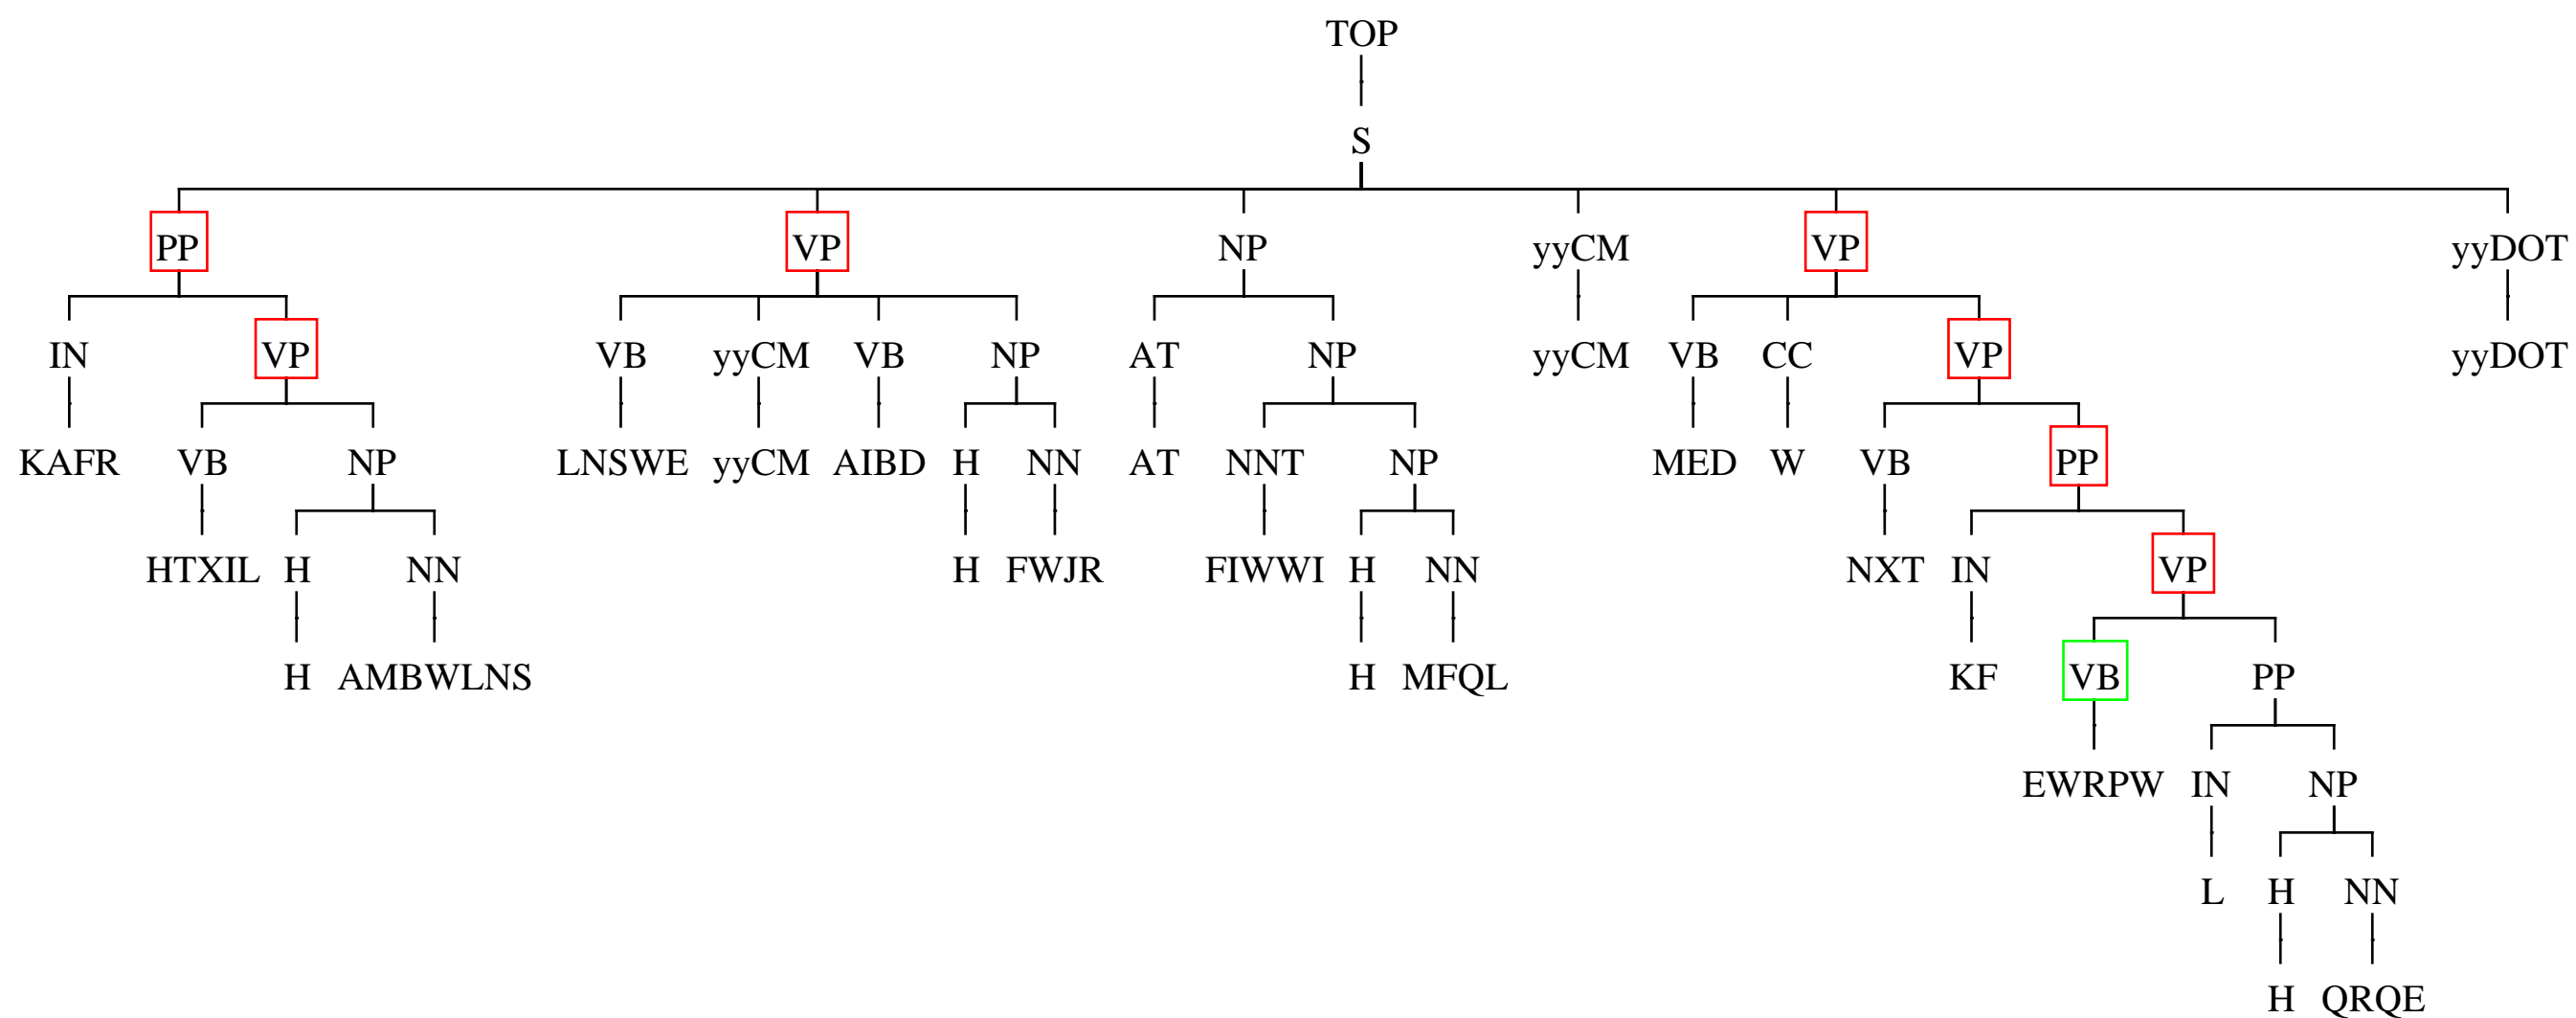 TOP
S
PP VP NP yyCM VP yyDOT
IN VP VB yyCM VB NP AT NP yyCM VB CC VP yyDOT
KAFR VB NP LNSWE yyCM AIBD H NN AT NNT NP MED W VB PP
HTXIL H NN H FWJR FIWWI H NN NXT IN VP
H AMBWLNS H MFQL KF VB PP
EWRPW IN NP
L H NN
H QRQE